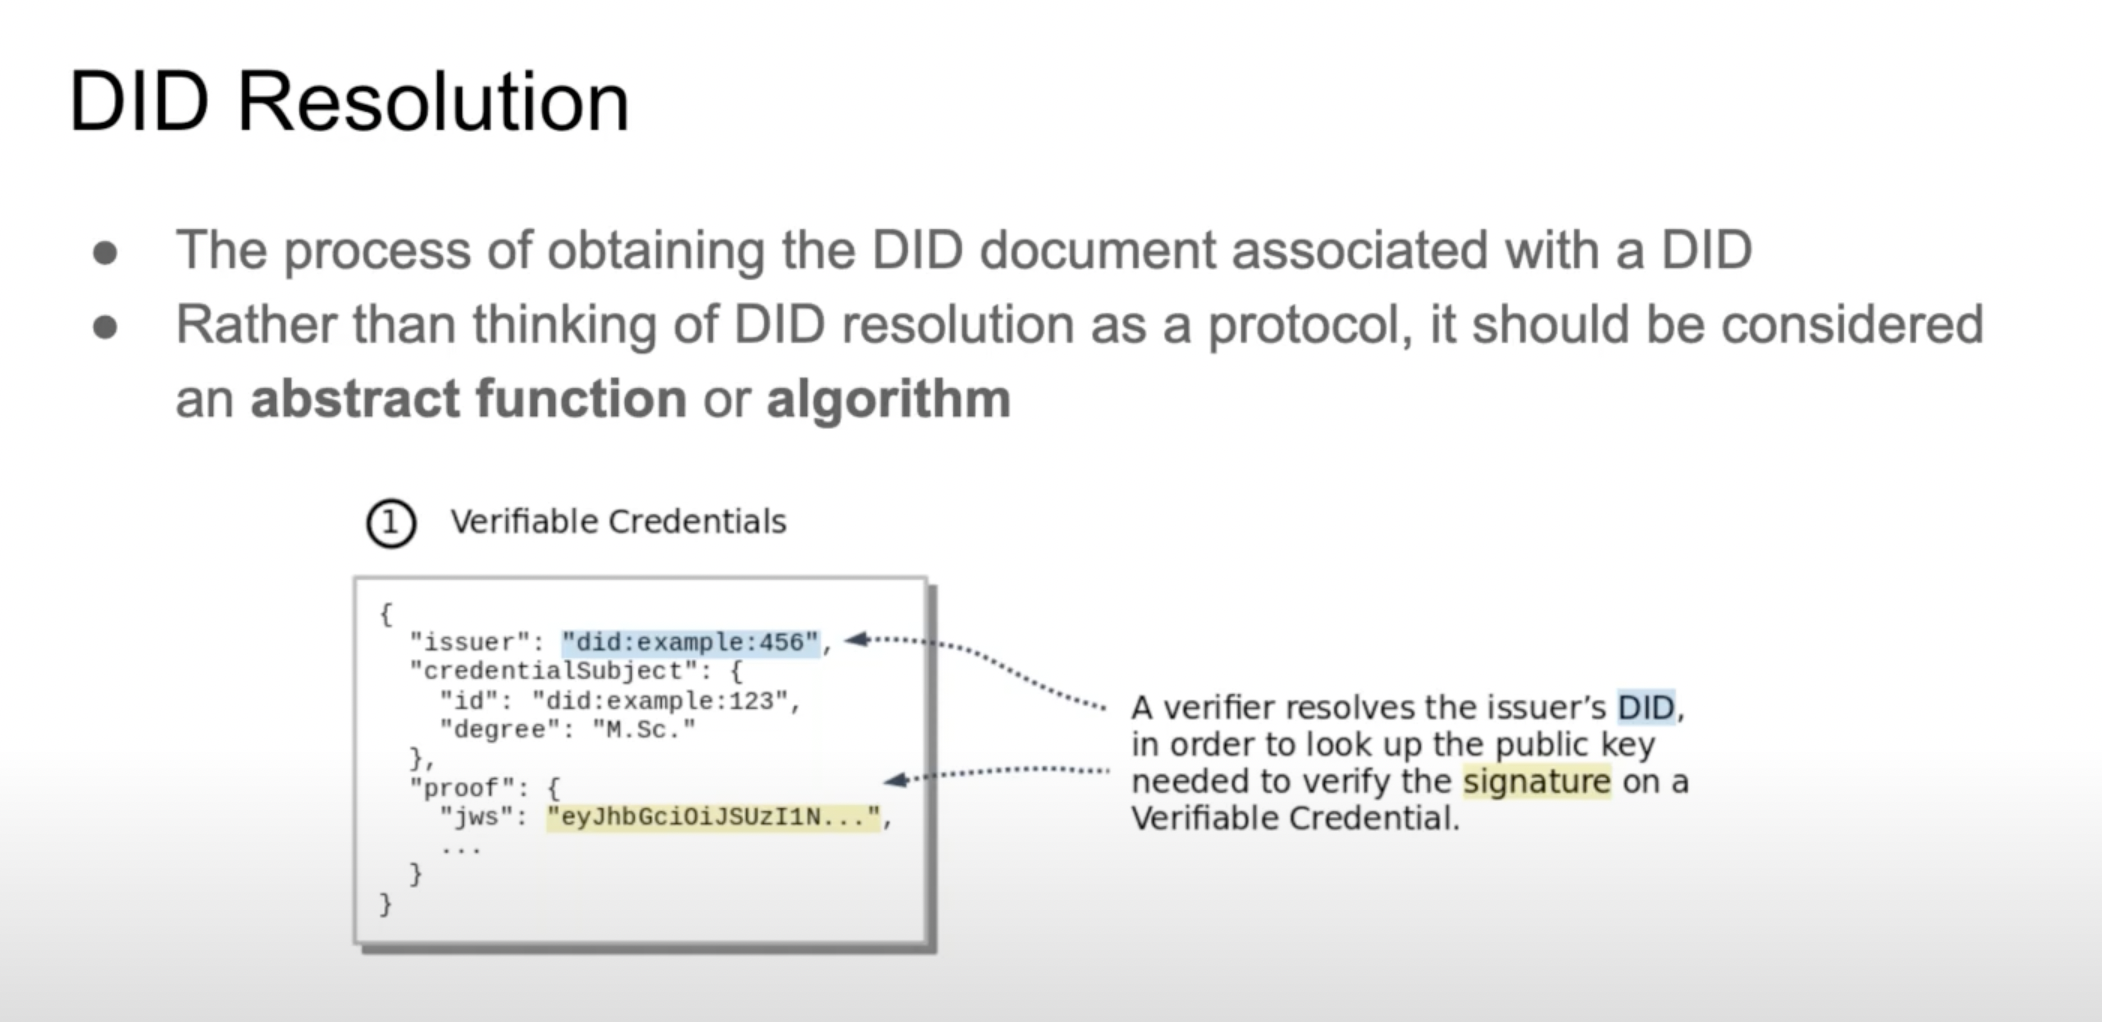 DID Resolution
● The process of obtaining the DID document associated with a DID
● Rather than thinking of DID resolution as a protocol, it should be considered
an abstract function or algorithm
1 Verifiable Credentials
{
"issuer": "did:example:456",
"credentialSubject": {
"id": "did:example:123",
"degree": "M.Sc."
},
"proof": {
"jws": "eyJhbGciOiJSUzI1N...",
...
}
}
A verifier resolves the issuer’s DID,
in order to look up the public key
needed to verify the signature on a
Verifiable Credential.